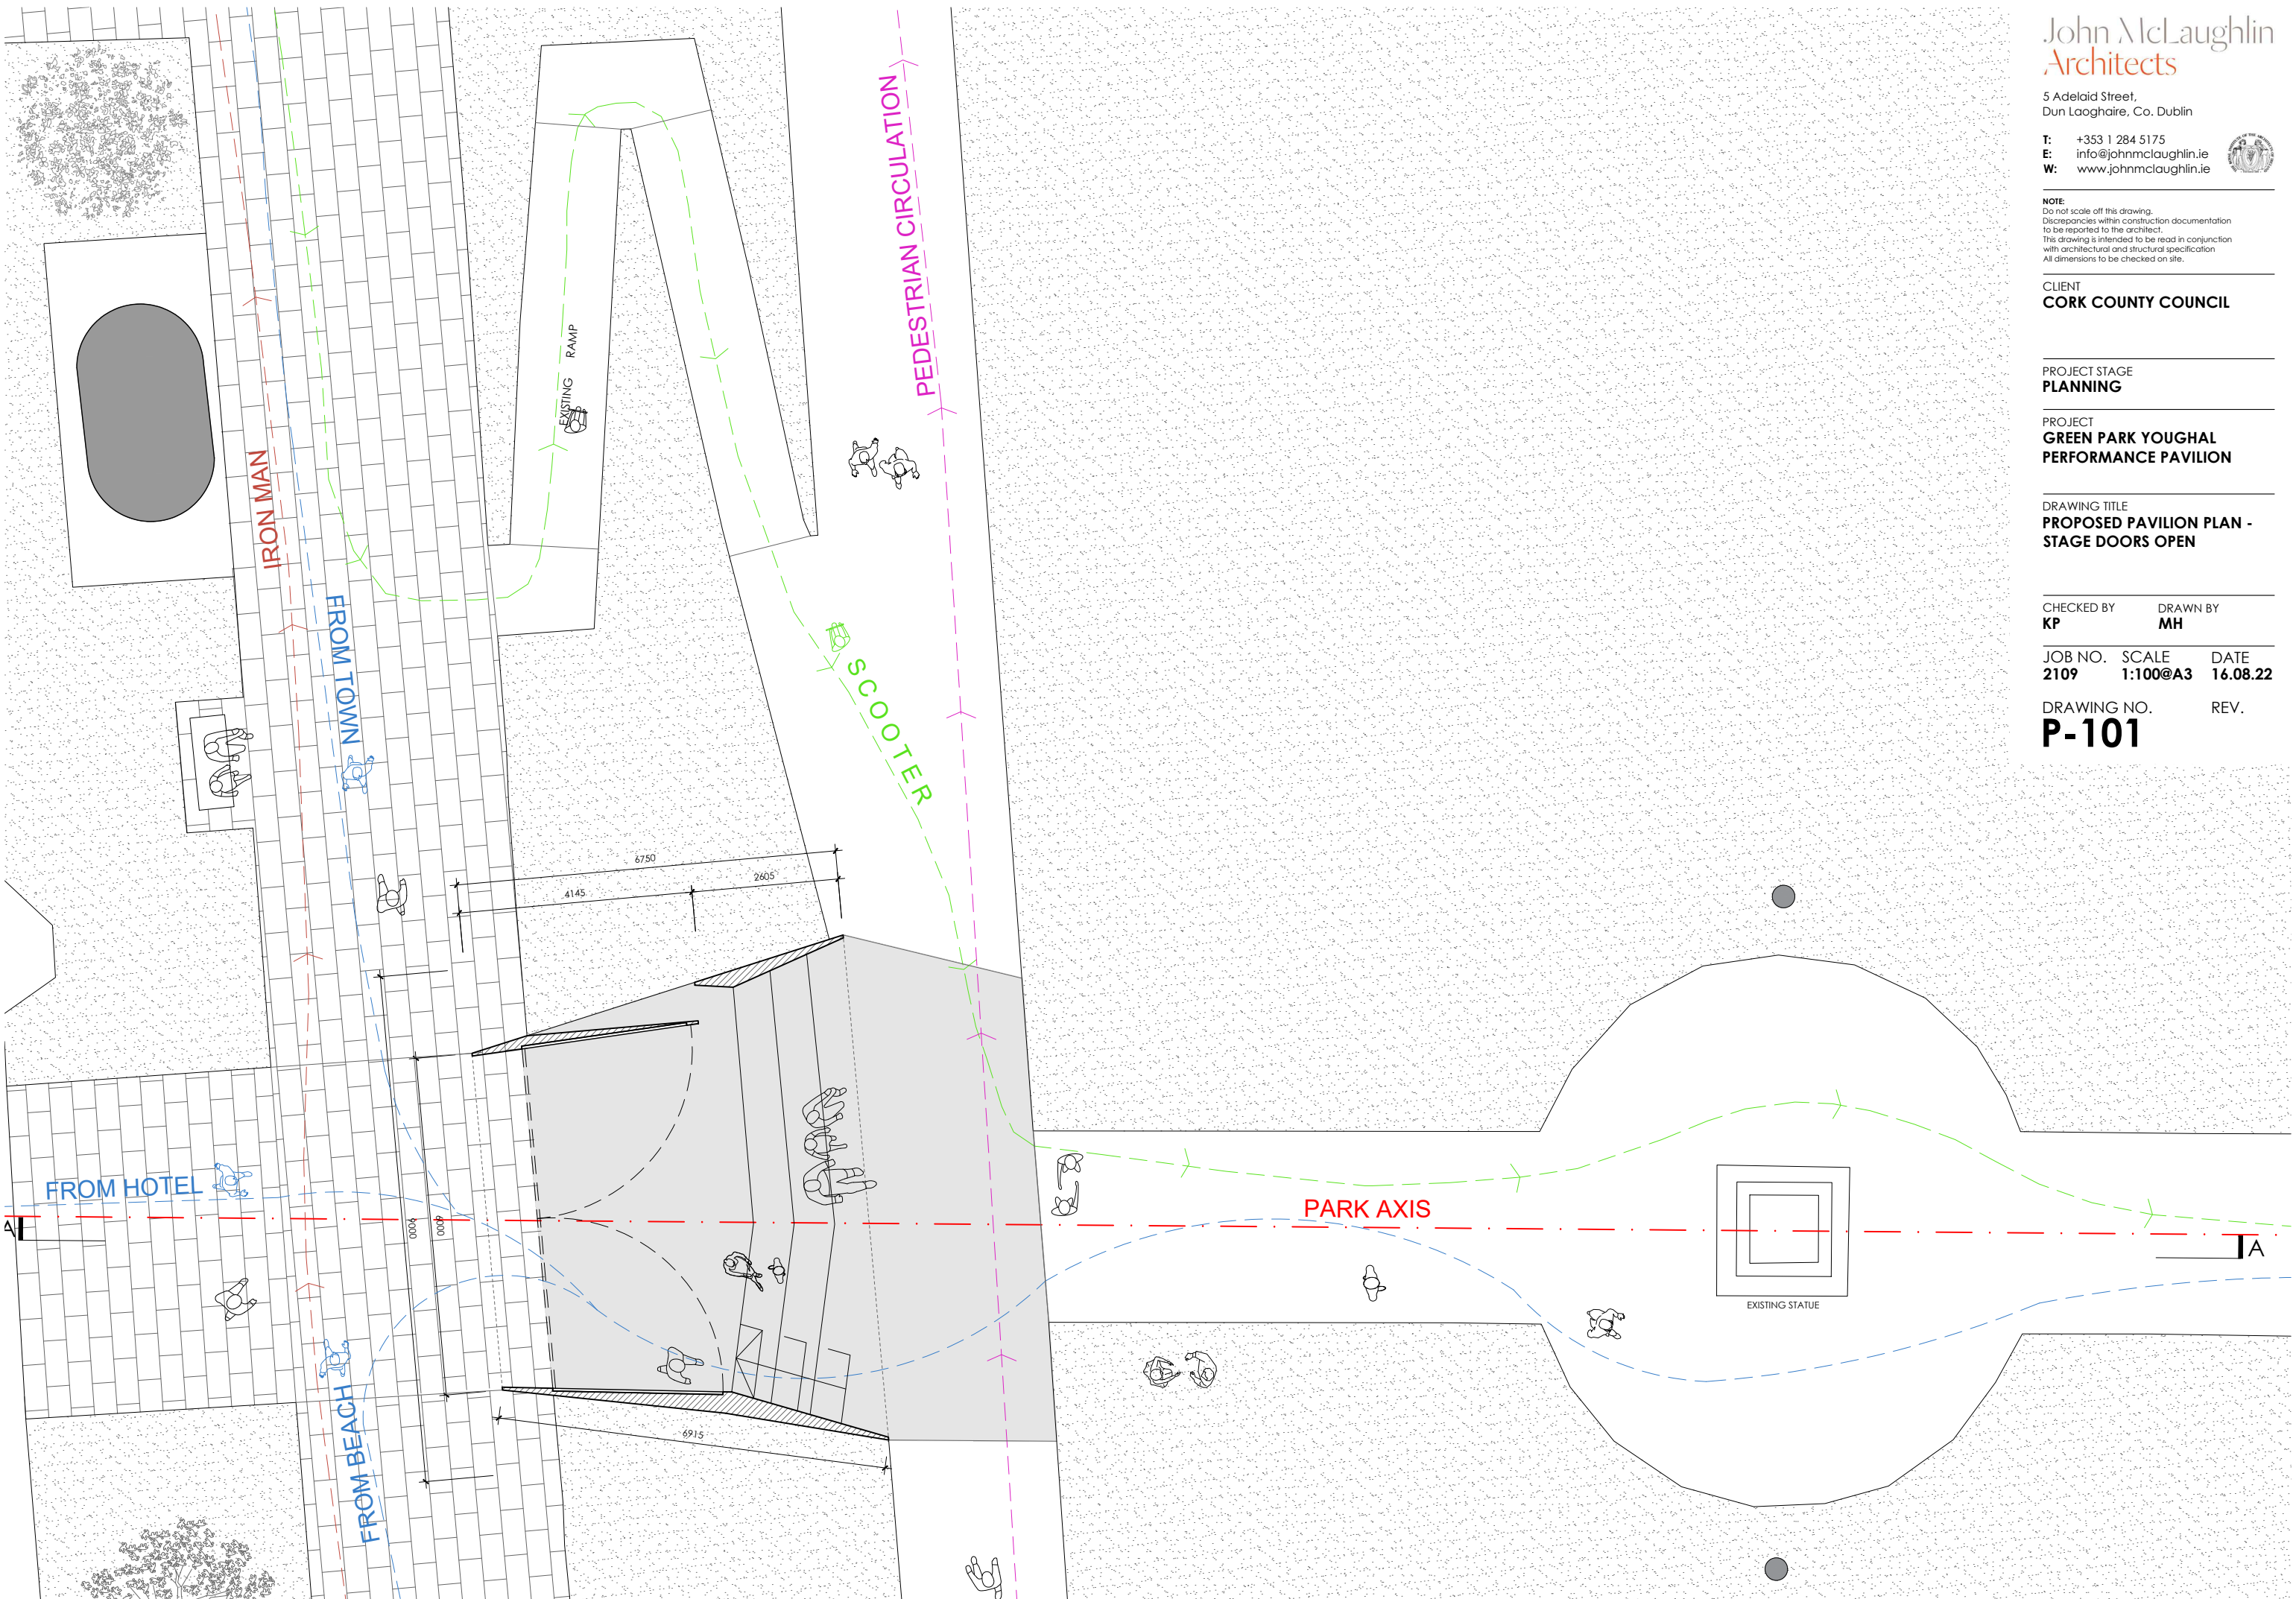 John McLaughlin
Architects
5 Adelaid Street,
Dun Laoghaire, Co. Dublin
T: +353 1 284 5175
E: info@johnmclaughlin.ie
W: www.johnmclaughlin.ie
NOTE:
Do not scale off this drawing.
Discrepancies within construction documentation
to be reported to the architect.
This drawing is intended to be read in conjunction
with architectural and structural specification
All dimensions to be checked on site.
CLIENT
CORK COUNTY COUNCIL
PROJECT STAGE
PLANNING
PROJECT
GREEN PARK YOUGHAL
PERFORMANCE PAVILION
DRAWING TITLE
PROPOSED PAVILION PLAN -
STAGE DOORS OPEN
CHECKED BY DRAWN BY
KP MH
JOB NO. SCALE DATE
2109 1:100@A3 16.08.22
DRAWING NO. REV.
P-101
PEDESTRIAN CIRCULATION
EXISTING RAMP
IRON MAN
FROM TOWN
SCOOTER
6750
4145
2605
FROM HOTEL
9000
6000
PARK AXIS
A
A
EXISTING STATUE
FROM BEACH
6915